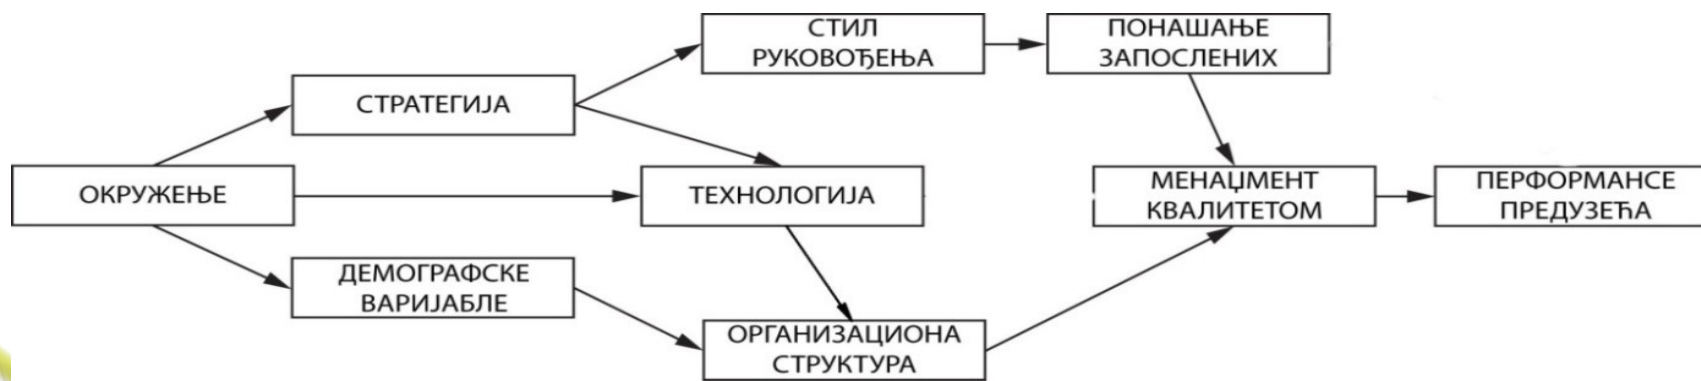 СТИЛ
РУКОВОЂЕЊА
ПОНАШАЊЕ
ЗАПОСЛЕНИХ
СТРАТЕГИЈА
ОКРУЖЕЊЕ
ТЕХНОЛОГИЈА
МЕНАЏМЕНТ
КВАЛИТЕТОМ
ПЕРФОРМАНСЕ
ПРЕДУЗЕЋА
ДЕМОГРАФСКЕ
ВАРИЈАБЛЕ
ОРГАНИЗАЦИОНА
СТРУКТУРА